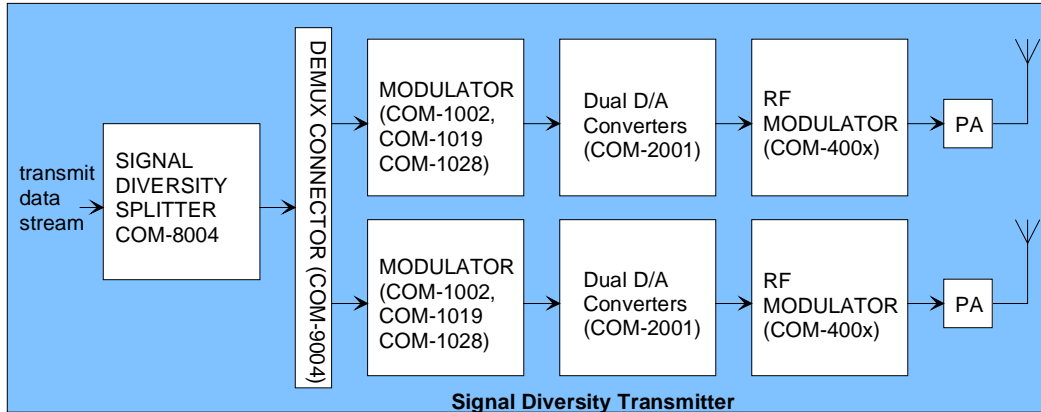 transmit
data
stream
SIGNAL
DIVERSITY
SPLITTER
COM-8004
DEMUX CONNECTOR (COM-9004)
MODULATOR
(COM-1002,
COM-1019
COM-1028)
Dual D/A
Converters
(COM-2001)
RF
MODULATOR
(COM-400x)
PA
MODULATOR
(COM-1002,
COM-1019
COM-1028)
Dual D/A
Converters
(COM-2001)
RF
MODULATOR
(COM-400x)
PA
Signal Diversity Transmitter